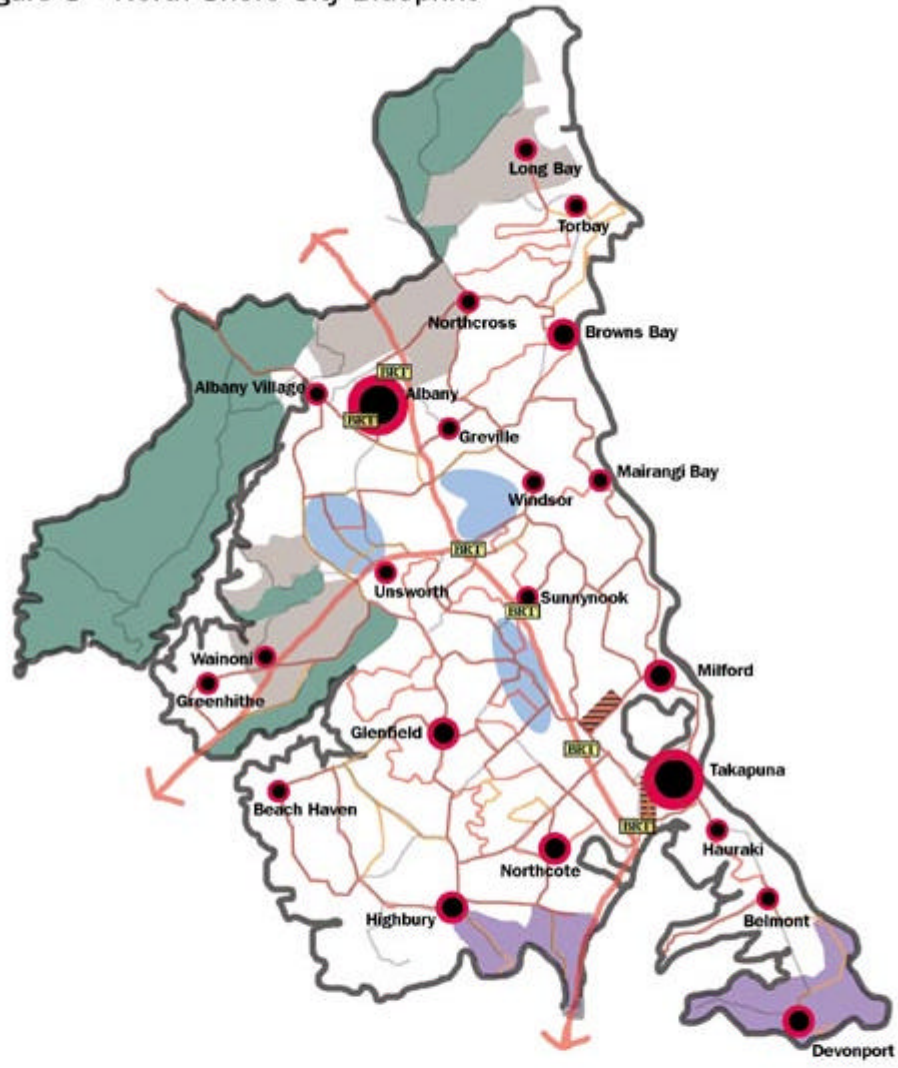 Long Bay
Torbay
Northcross
Browns Bay
BRT
Albany Village
Albany
BRT
Greville
Mairangi Bay
Windsor
BRT
Unsworth
Sunnynook
BRT
Wainoni
Milford
Greenhithe
Glenfield
BRT
Takapuna
Beach Haven
BRT
Hauraki
Northcote
Highbury
Belmont
Devonport